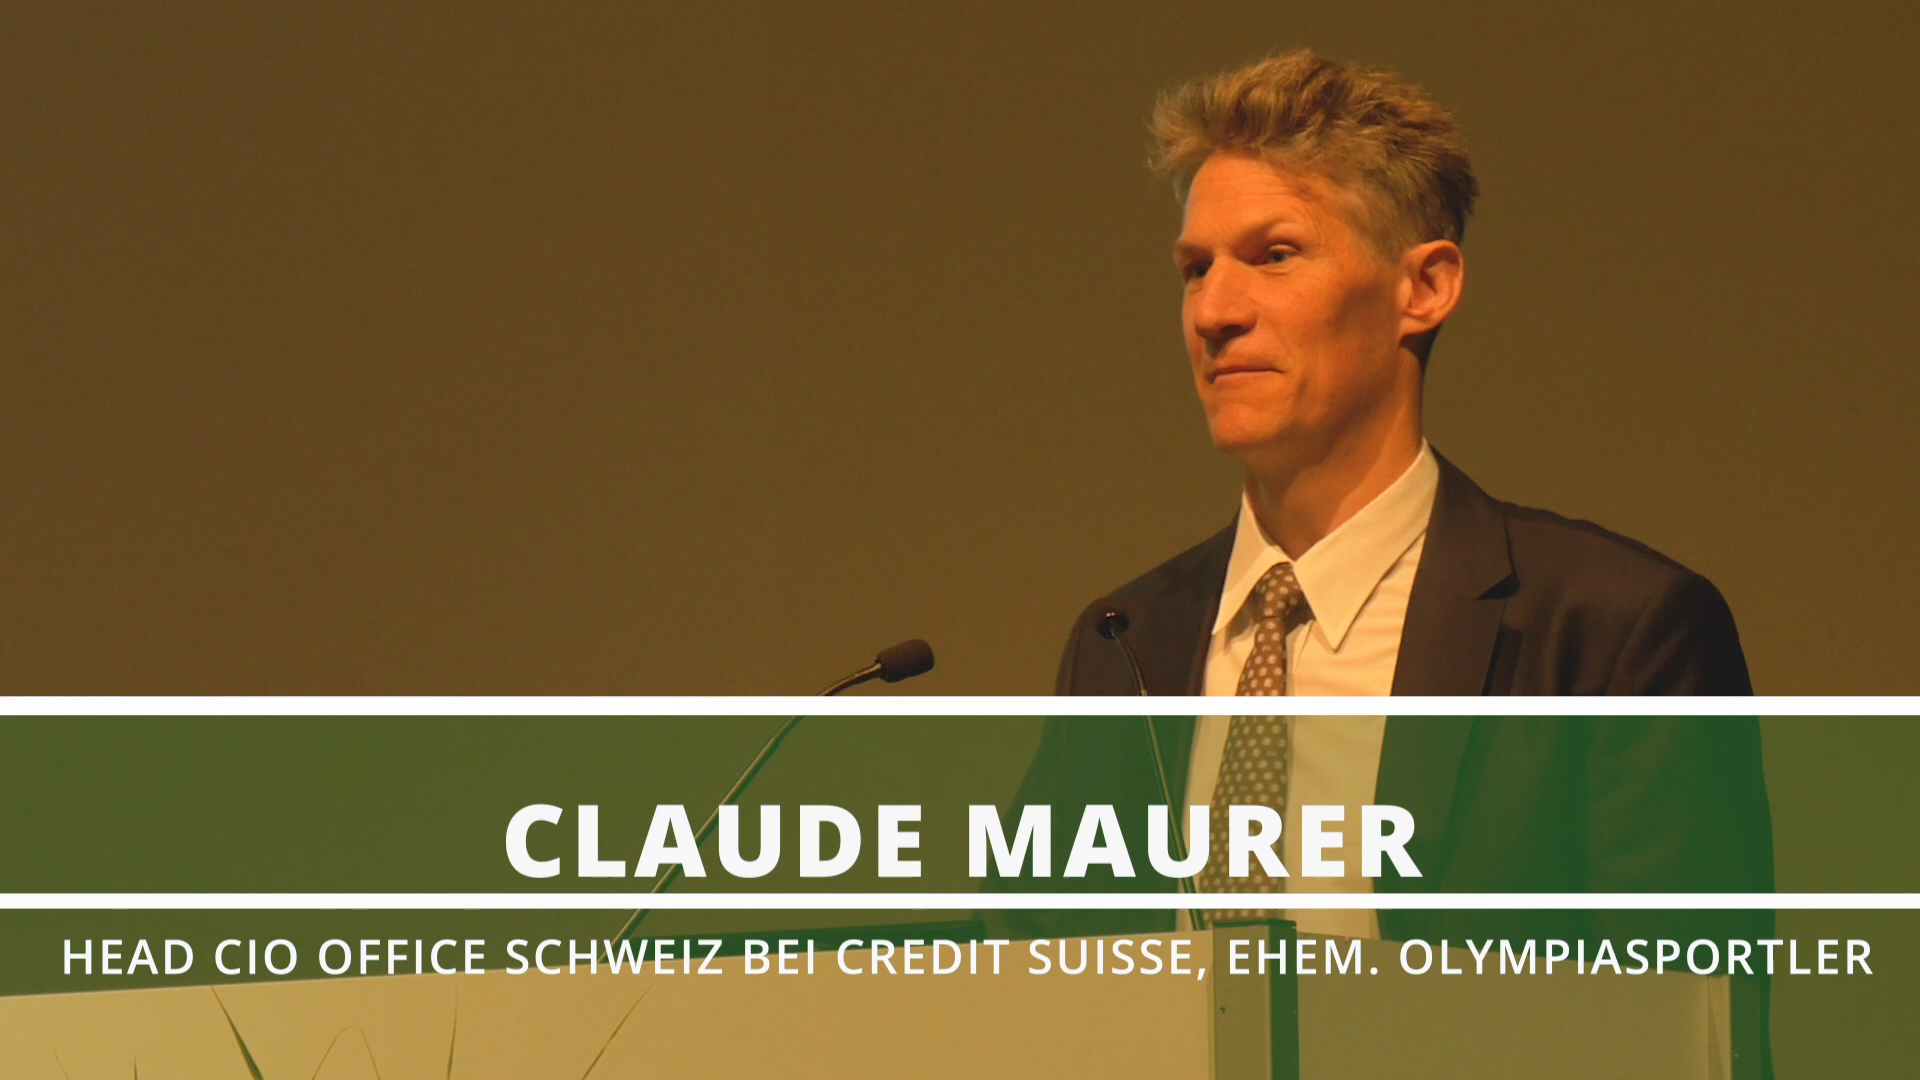 CLAUDE MAURER
HEAD CIO OFFICE SCHWEIZ BEI CREDIT SUISSE, EHEM. OLYMPIASPORTLER